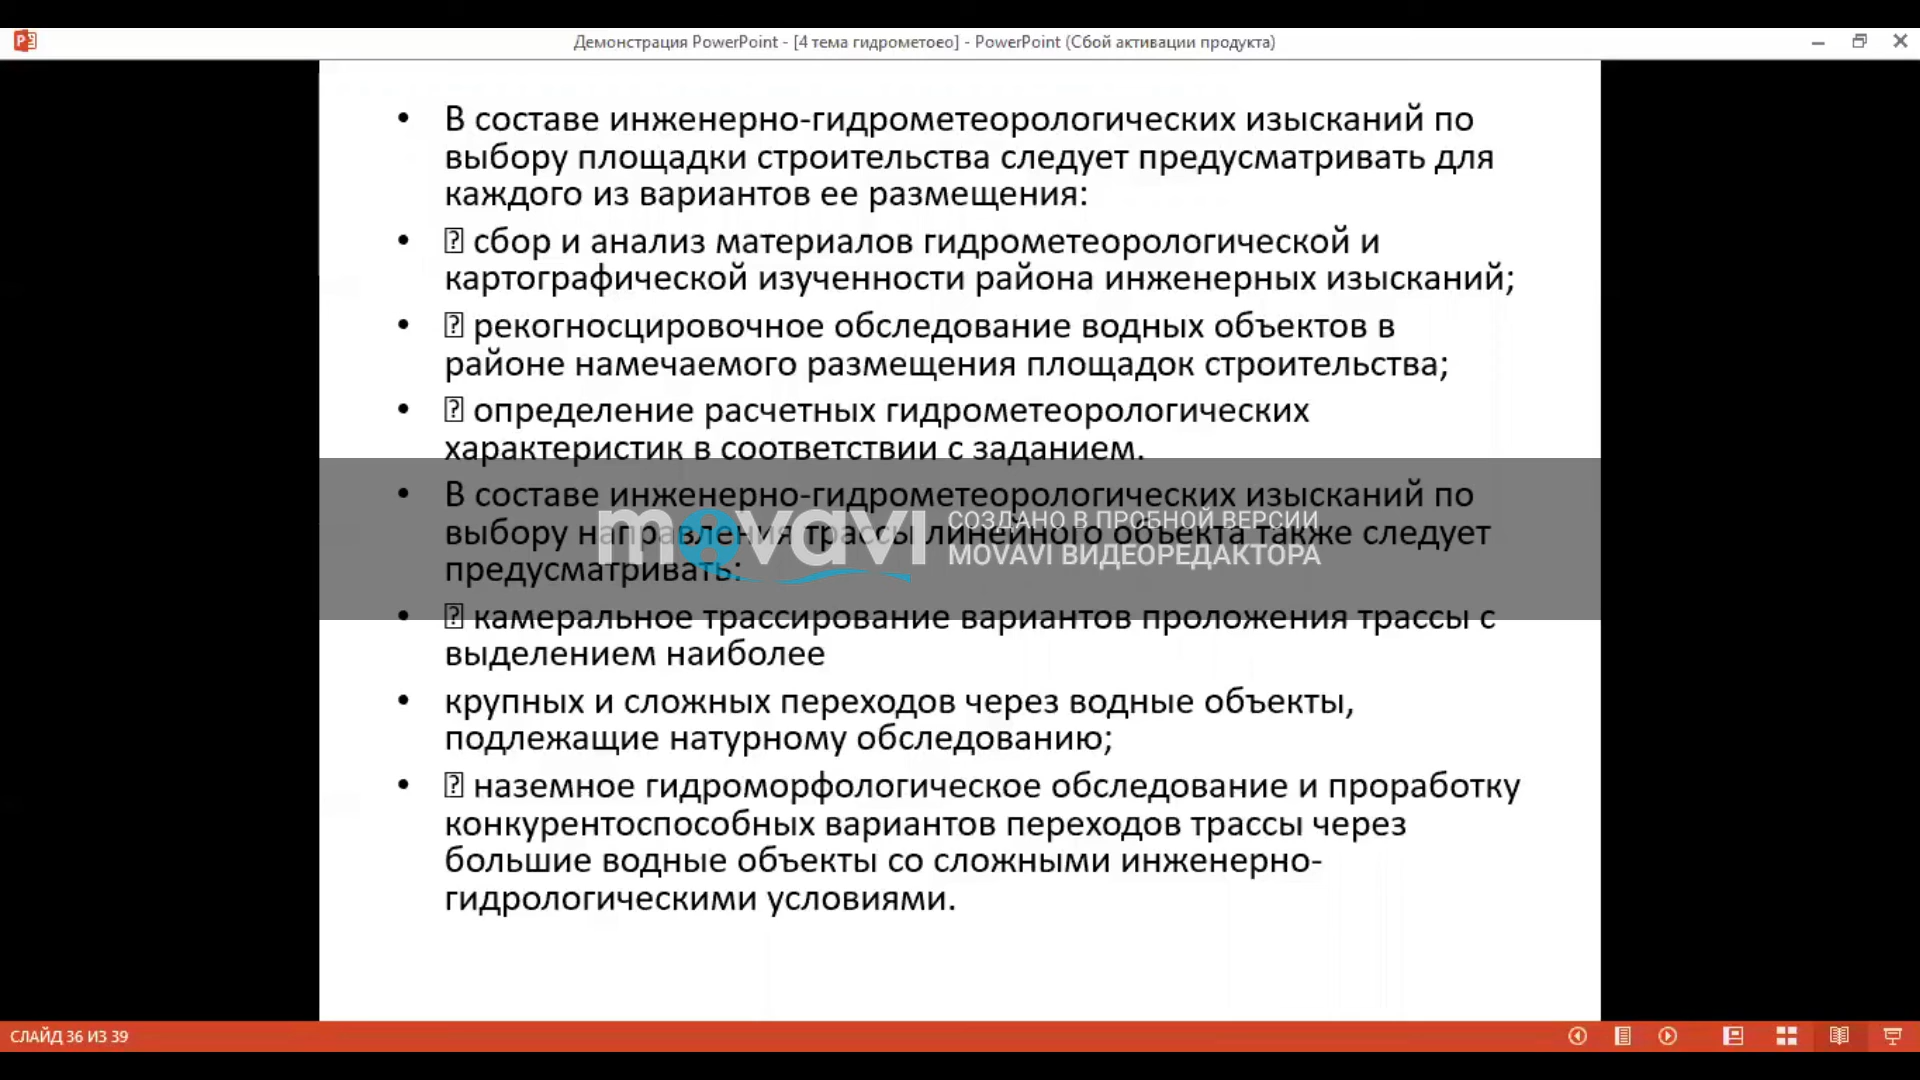 Демонстрация PowerPoint - [4 тема гидрометоео] - PowerPoint (Сбой активации продукта)
• В составе инженерно-гидрометеорологических изысканий по
выбору площадки строительства следует предусматривать для
каждого из вариантов ее размещения:
• сбор и анализ материалов гидрометеорологической и
картографической изученности района инженерных изысканий;
• рекогносцировочное обследование водных объектов в
районе намечаемого размещения площадок строительства;
• определение расчетных гидрометеорологических
характеристик в соответствии с заданием.
• В составе инженерно-гидрометеорологических изысканий по
выбору направления трассы линейного объекта также следует
предусматривать:
movavi
СОЗДАНО В ПРОБНОЙ ВЕРСИИ
MOVAVI ВИДЕОРЕДАКТОРА
• камеральное трассирование вариантов проложения трассы с
выделением наиболее
• крупных и сложных переходов через водные объекты,
подлежащие натурному обследованию;
• наземное гидроморфологическое обследование и проработку
конкурентоспособных вариантов переходов трассы через
большие водные объекты со сложными инженерно-
гидрологическими условиями.
СЛАЙД 36 ИЗ 39